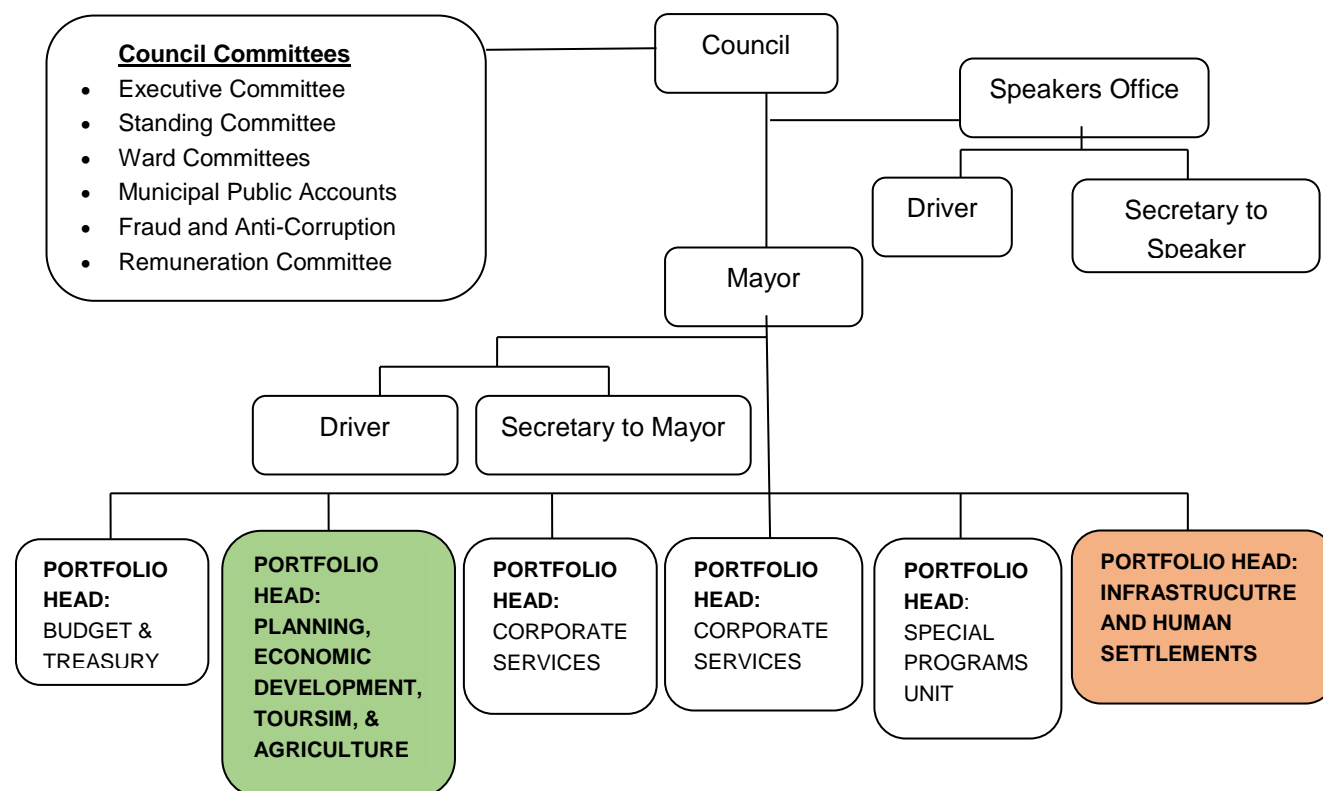 Council Committees
• Executive Committee
• Standing Committee
• Ward Committees
• Municipal Public Accounts
• Fraud and Anti-Corruption
• Remuneration Committee
Council
Speakers Office
Driver
Secretary to
Speaker
Mayor
Driver
Secretary to Mayor
PORTFOLIO
HEAD:
BUDGET &
TREASURY
PORTFOLIO
HEAD:
PLANNING,
ECONOMIC
DEVELOPMENT,
TOURSIM, &
AGRICULTURE
PORTFOLIO
HEAD:
CORPORATE
SERVICES
PORTFOLIO
HEAD:
CORPORATE
SERVICES
PORTFOLIO
HEAD:
SPECIAL
PROGRAMS
UNIT
PORTFOLIO HEAD:
INFRASTRUCUTRE
AND HUMAN
SETTLEMENTS